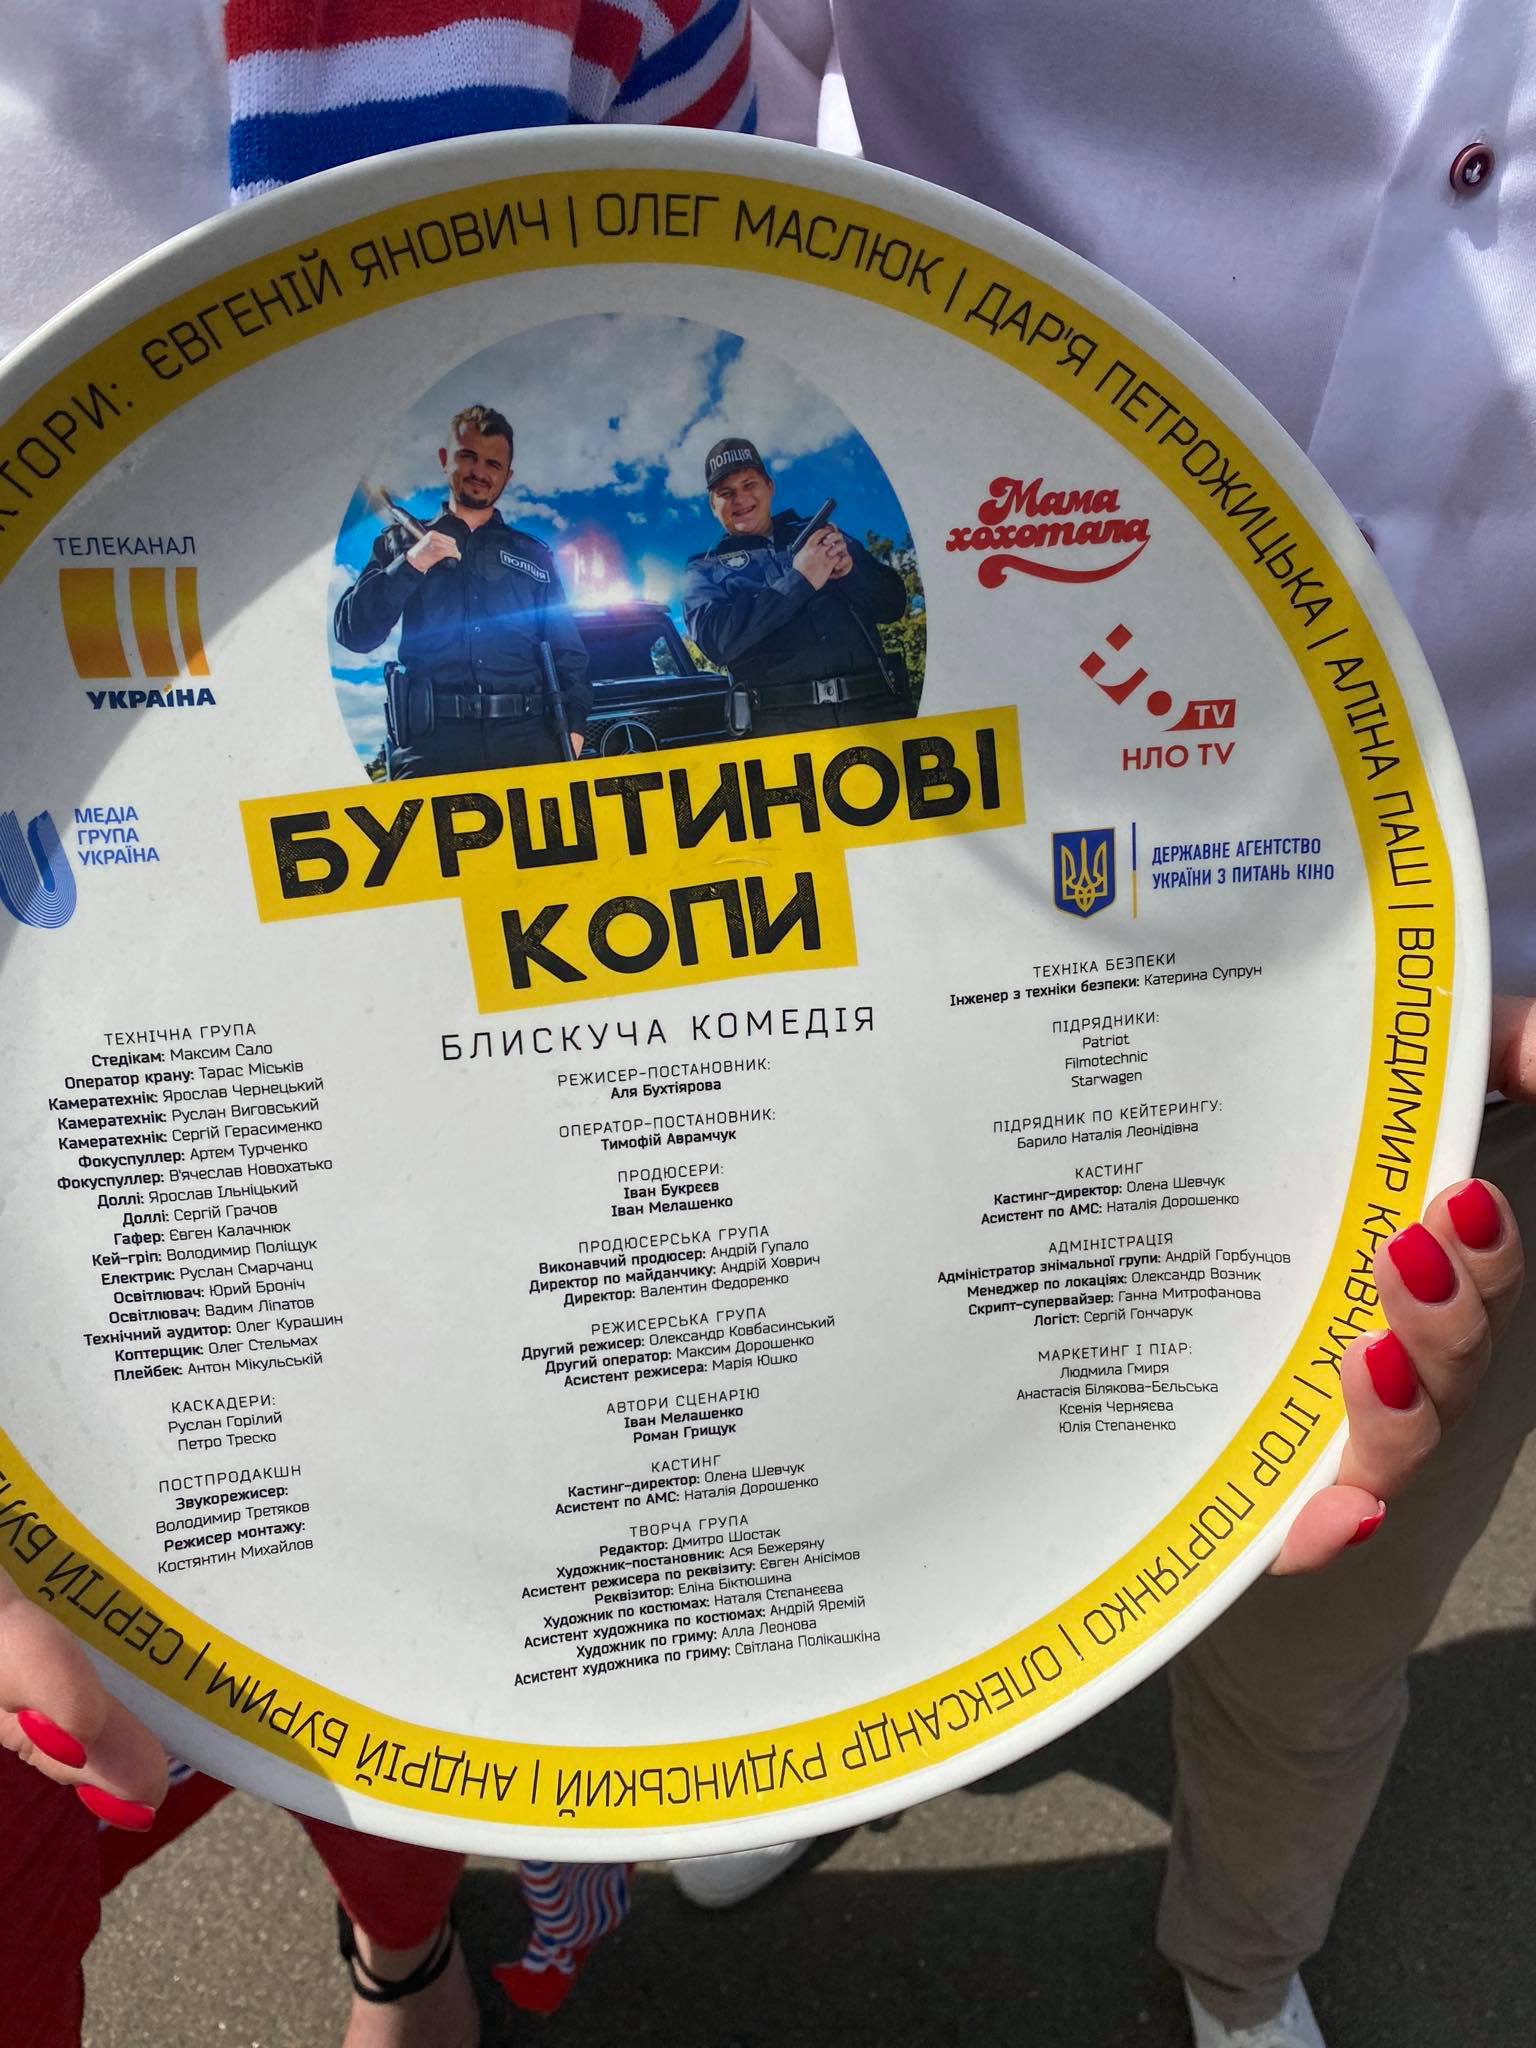 КТОРИ: ЄВГЕНІЙ ЯНОВИЧ | ОЛЕГ МАСЛЮК | ДАР'Я ПЕТРОЖИЦЬКА | АЛІНА ПАШ | ВОЛОДИМИР КРАВЧУК | ІГОР ПОРТЯНКО | ОЛЕКСАНДР РУДИНСЬКИЙ | АНДРІЙ БУРИМ | СЕРГІЙ
ТЕЛЕКАНАЛ
УКРАЇНА
МЕДІА
ГРУПА
УКРАЇНА
ПОЛІЦІЯ
ПОЛІЦІЯ
Мама
хохотала
TV
НЛО TV
ДЕРЖАВНЕ АГЕНТСТВО
УКРАЇНИ З ПИТАНЬ КІНО
БУРШТИНОВІ
КОПИ
БЛИСКУЧА КОМЕДІЯ
ТЕХНІЧНА ГРУПА
Стедікам: Максим Сало
Оператор крану: Тарас Міськів
Камератехнік: Ярослав Чернецький
Камератехнік: Руслан Виговський
Камератехнік: Сергій Герасименко
Фокуспуллер: Артем Турченко
Фокуспуллер: В'ячеслав Новохатько
Доллі: Ярослав Ільніцький
Доллі: Сергій Грачов
Гафер: Євген Калачнюк
Кей-гріп: Володимир Поліщук
Електрик: Руслан Смарчанц
Освітлювач: Юрий Броніч
Освітлювач: Вадим Ліпатов
Технічний аудитор: Олег Курашин
Коптерщик: Олег Стельмах
Плейбек: Антон Мікульській
КАСКАДЕРИ:
Руслан Горілий
Петро Треско
ПОСТПРОДАКШН
Звукорежисер:
Володимир Третяков
Режисер монтажу:
Костянтин Михайлов
РЕЖИСЕР-ПОСТАНОВНИК:
Аля Бухтіярова
ОПЕРАТОР-ПОСТАНОВНИК:
Тимофій Аврамчук
ПРОДЮСЕРИ:
Іван Букрєєв
Іван Мелашенко
ПРОДЮСЕРСЬКА ГРУПА
Виконавчий продюсер: Андрій Гупало
Директор по майданчику: Андрій Ховрич
Директор: Валентин Федоренко
РЕЖИСЕРСЬКА ГРУПА
Другий режисер: Олександр Ковбасинський
Другий оператор: Максим Дорошенко
Асистент режисера: Марія Юшко
АВТОРИ СЦЕНАРІЮ
Іван Мелашенко
Роман Грищук
КАСТИНГ
Кастинг-директор: Олена Шевчук
Асистент по АМС: Наталія Дорошенко
ТВОРЧА ГРУПА
Редактор: Дмитро Шостак
Художник-постановник: Ася Бежеряну
Асистент режисера по реквізиту: Євген Анісімов
Реквізитор: Еліна Біктюшина
Художник по костюмах: Наталя Стєпанєєва
Асистент художника по костюмах: Андрій Яремій
Художник по гриму: Алла Леонова
Асистент художника по гриму: Світлана Полікашкіна
ТЕХНІКА БЕЗПЕКИ
Інженер з техніки безпеки: Катерина Супрун
ПІДРЯДНИКИ:
Patriot
Filmotechnic
Starwagen
ПІДРЯДНИК ПО КЕЙТЕРИНГУ:
Барило Наталія Леонідівна
КАСТИНГ
Кастинг-директор: Олена Шевчук
Асистент по АМС: Наталія Дорошенко
АДМІНІСТРАЦІЯ
Адміністратор знімальної групи: Андрій Горбунцов
Менеджер по локаціях: Олександр Возник
Скрипт-супервайзер: Ганна Митрофанова
Логіст: Сергій Гончарук
МАРКЕТИНГ І ПІАР:
Людмила Гмиря
Анастасія Білякова-Бєльська
Ксенія Черняєва
Юлія Степаненко